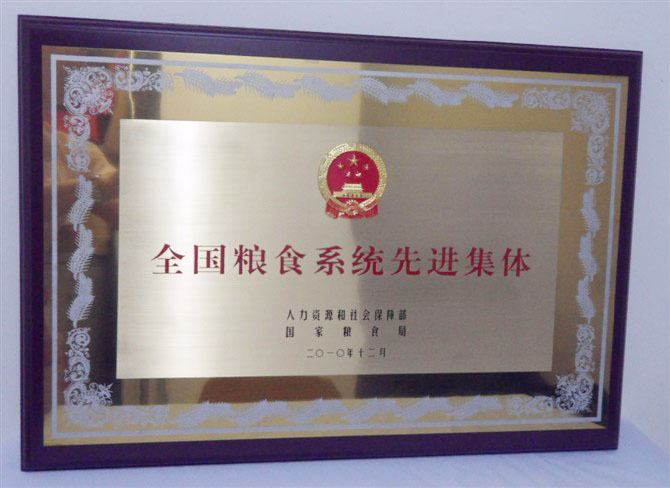 全国粮食系统先进集体
人力资源和社会保障部
国家粮食局
二〇一〇年十二月